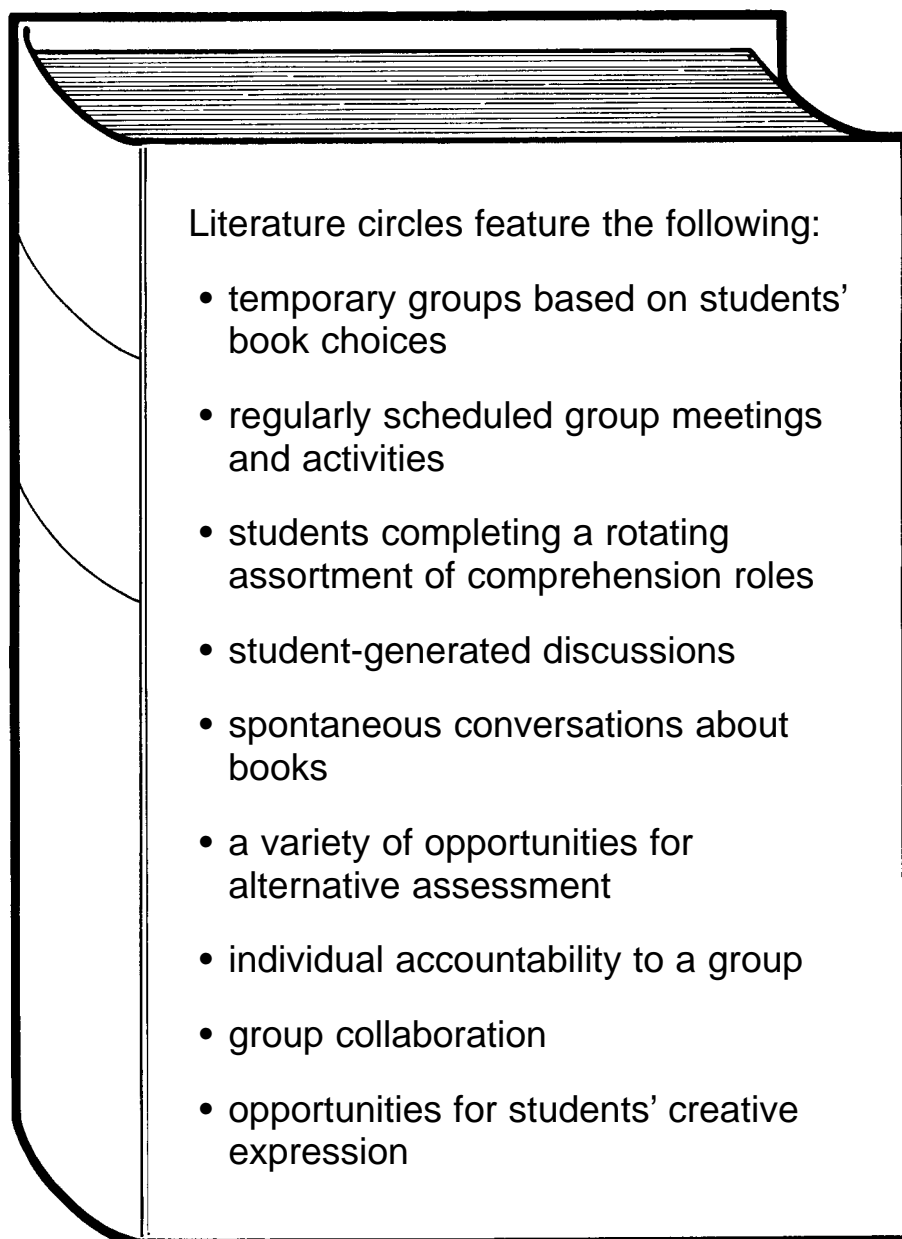 Literature circles feature the following:
• temporary groups based on students’
book choices
• regularly scheduled group meetings
and activities
• students completing a rotating
assortment of comprehension roles
• student-generated discussions
• spontaneous conversations about
books
• a variety of opportunities for
alternative assessment
• individual accountability to a group
• group collaboration
• opportunities for students’ creative
expression